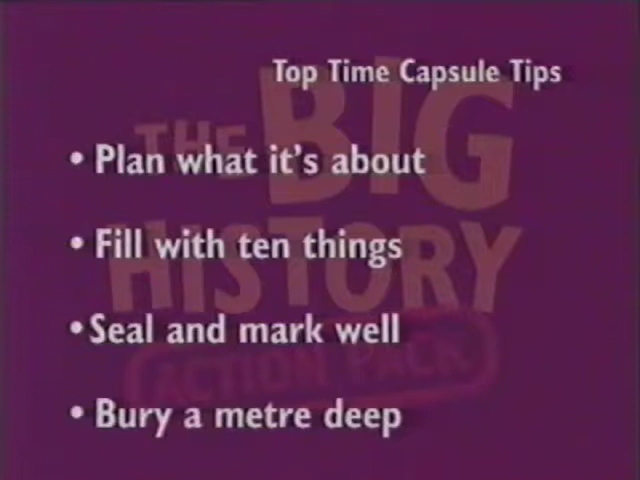 Top Time Capsule Tips
THE BIG
HISTORY
ACTION PACK
• Plan what it's about
• Fill with ten things
• Seal and mark well
• Bury a metre deep